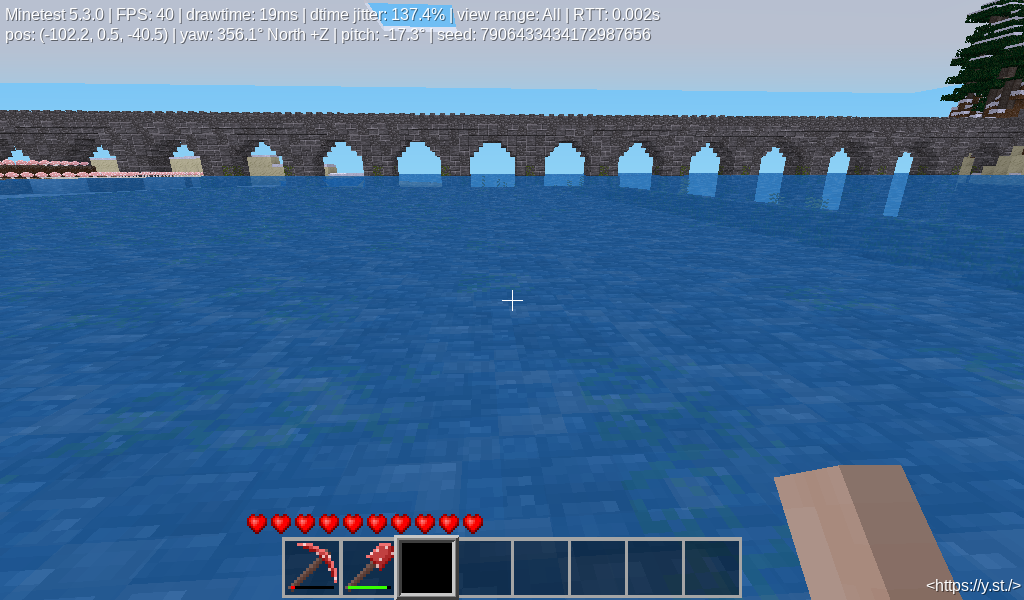 Minetest 5.3.0 | FPS: 40 | drawtime: 19ms | dtime jitter: 137.4% | view range: All | RTT: 0.002s
pos: (-102.2, 0.5, -40.5) | yaw: 356.1° North +Z | pitch: -17.3° | seed: 7906433434172987656
<https://y.st./>